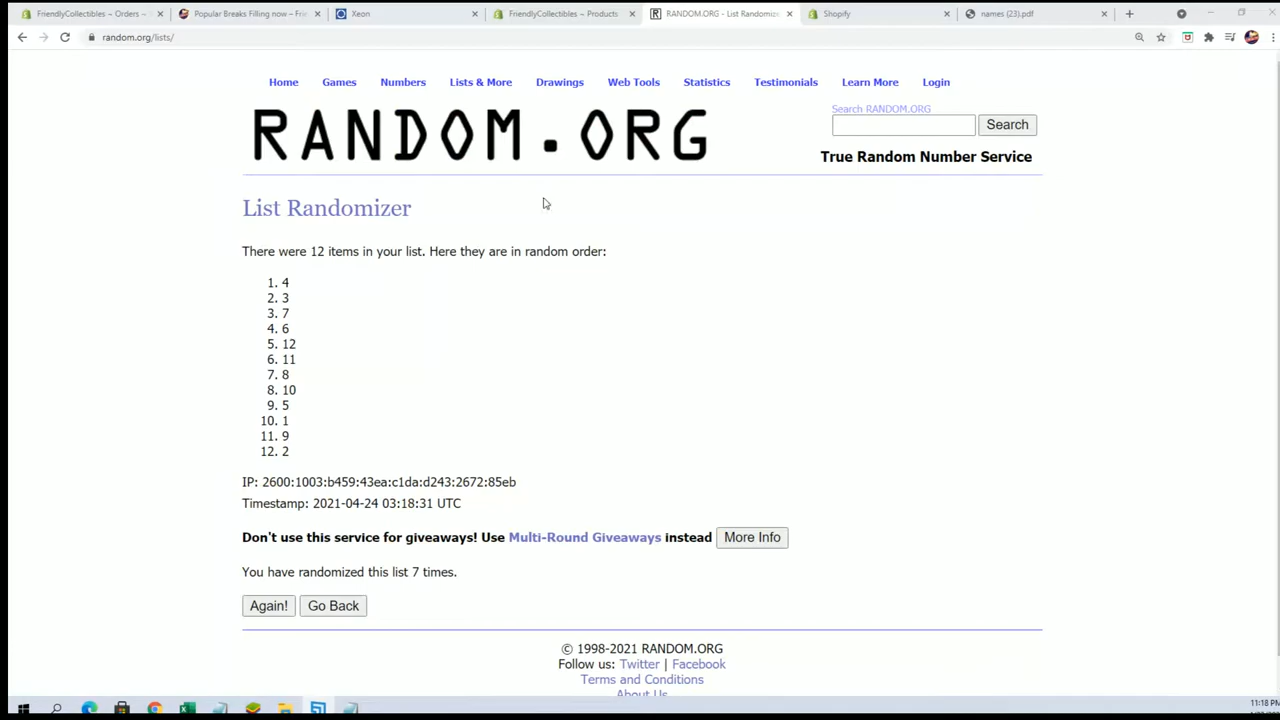 FriendlyCollectibles ~ Orders ~
Popular Breaks Filling now – Frie
Xeon
FriendlyCollectibles ~ Products
RANDOM.ORG - List Randomizer
Shopify
names (23).pdf
random.org/lists/
Home Games Numbers Lists & More Drawings Web Tools Statistics Testimonials Learn More Login
RANDOM.ORG
Search RANDOM.ORG
Search
True Random Number Service
List Randomizer
There were 12 items in your list. Here they are in random order:
1. 4
2. 3
3. 7
4. 6
5. 12
6. 11
7. 8
8. 10
9. 5
10. 1
11. 9
12. 2
IP: 2600:1003:b459:43ea:c1da:d243:2672:85eb
Timestamp: 2021-04-24 03:18:31 UTC
Don't use this service for giveaways! Use Multi-Round Giveaways instead More Info
You have randomized this list 7 times.
Again! Go Back
© 1998-2021 RANDOM.ORG
Follow us: Twitter | Facebook
Terms and Conditions
About Us
11:18 PM